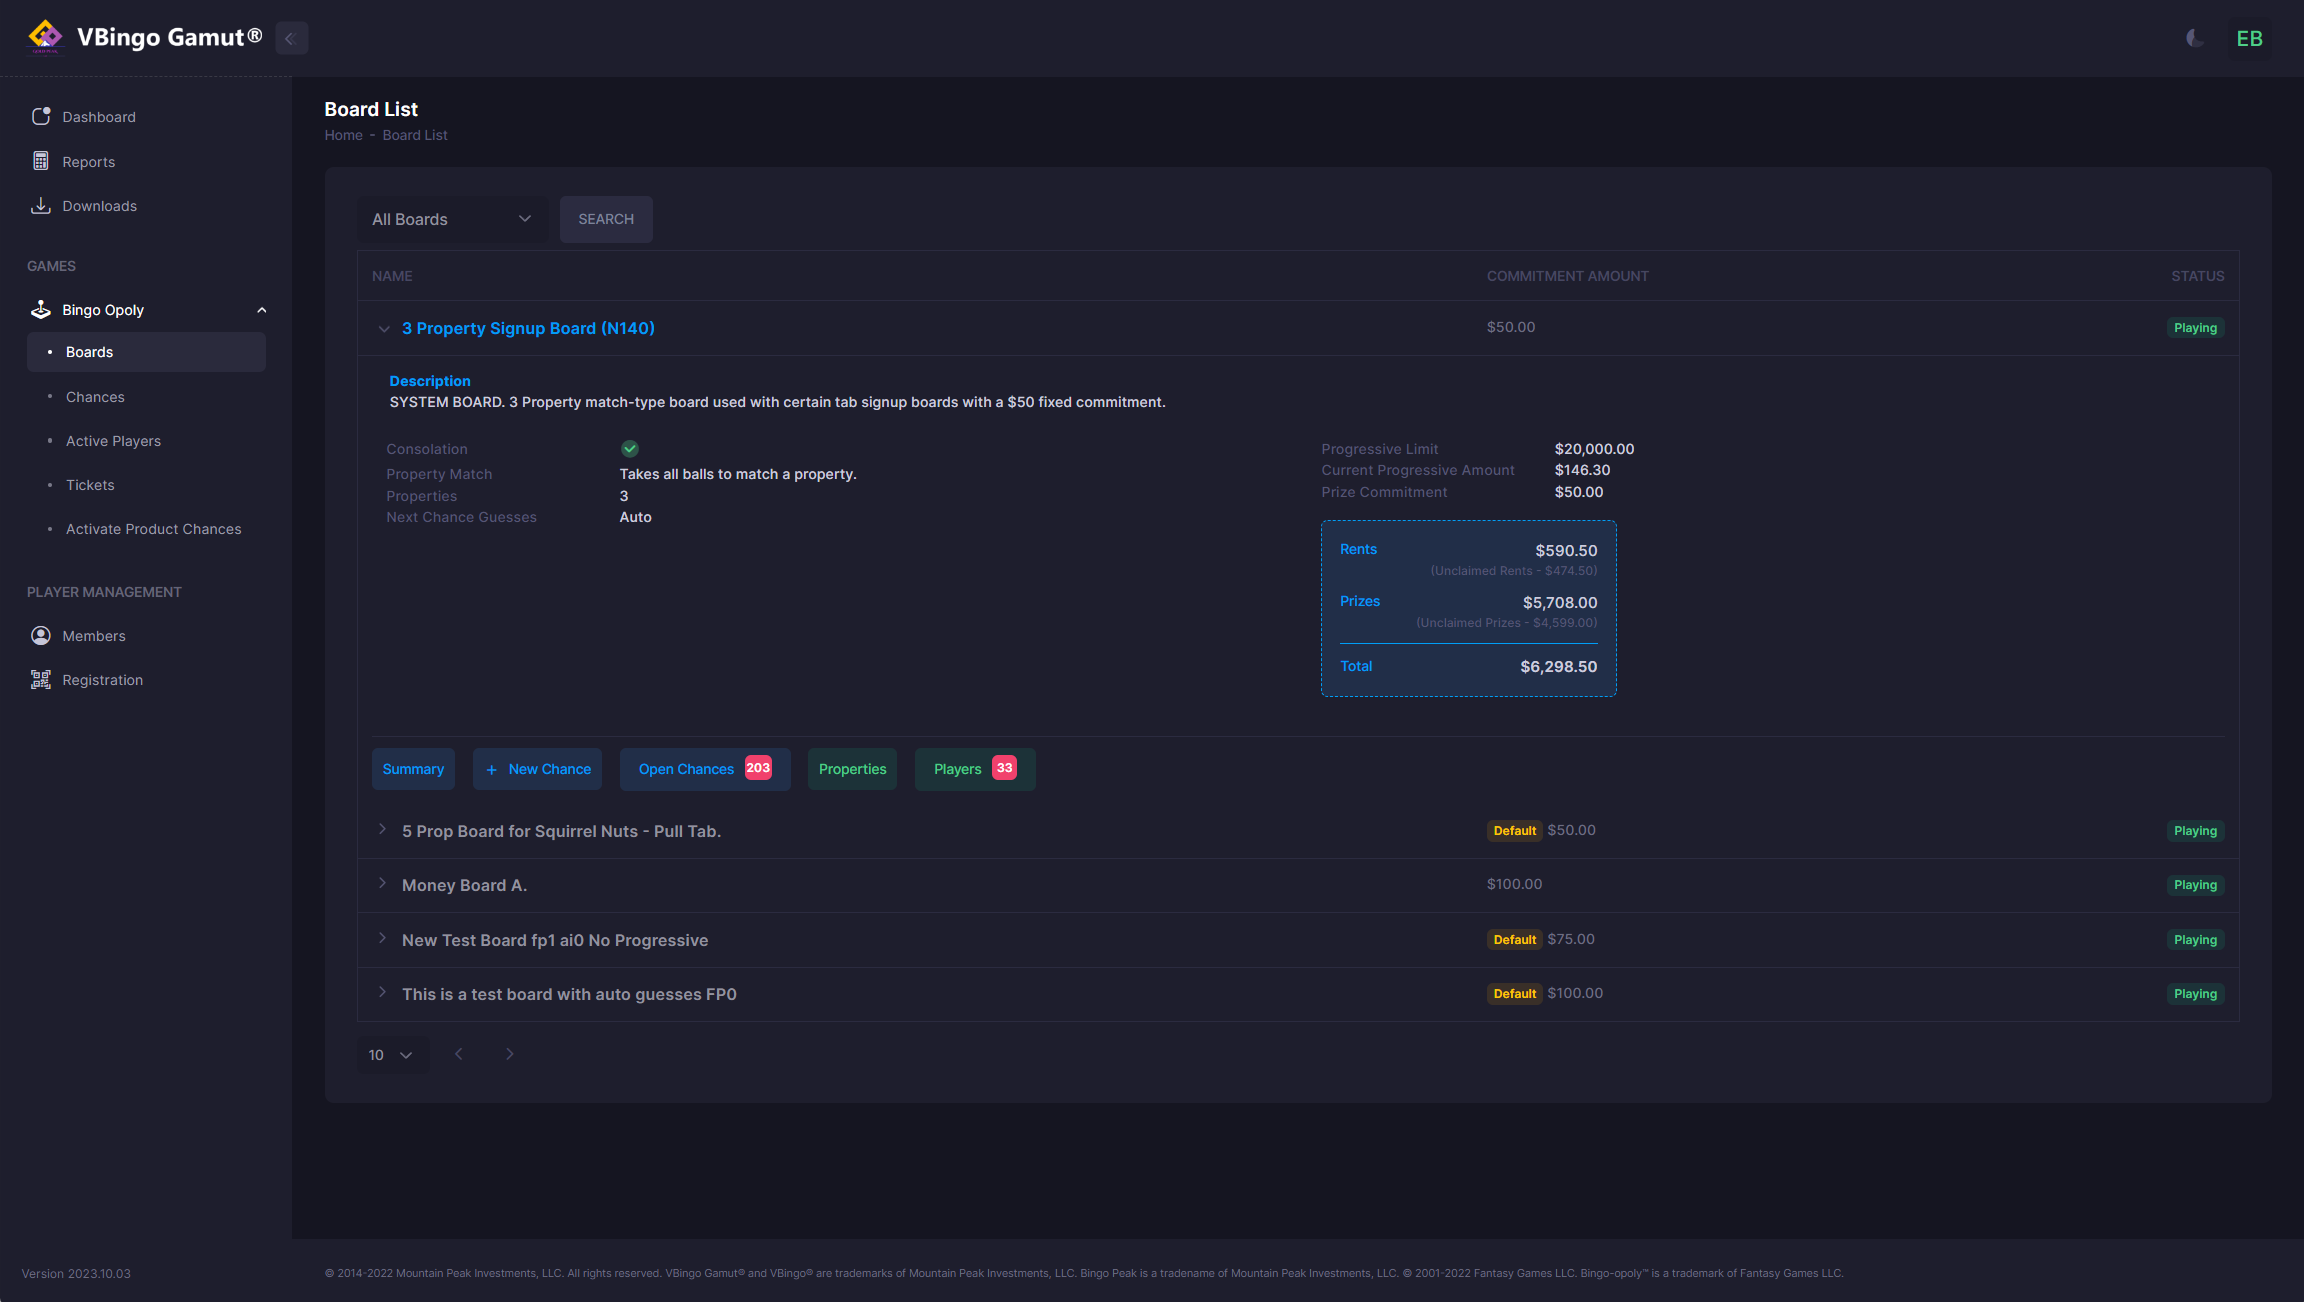 VBingo Gamut®
EB
Dashboard
Reports
Downloads
GAMES
Bingo Opoly
Boards
Chances
Active Players
Tickets
Activate Product Chances
PLAYER MANAGEMENT
Members
Registration
Version 2023.10.03
Board List
Home - Board List
All Boards
SEARCH
NAME COMMITMENT AMOUNT STATUS
3 Property Signup Board (N140) $50.00 Playing
Description
SYSTEM BOARD. 3 Property match-type board used with certain tab signup boards with a $50 fixed commitment.
Consolation
Property Match Takes all balls to match a property.
Properties 3
Next Chance Guesses Auto
Progressive Limit $20,000.00
Current Progressive Amount $146.30
Prize Commitment $50.00
Rents $590.50
(Unclaimed Rents - $474.50)
Prizes $5,708.00
(Unclaimed Prizes - $4,599.00)
Total $6,298.50
Summary + New Chance Open Chances 203 Properties Players 33
5 Prop Board for Squirrel Nuts - Pull Tab. Default $50.00 Playing
Money Board A. $100.00 Playing
New Test Board fp1 ai0 No Progressive Default $75.00 Playing
This is a test board with auto guesses FP0 Default $100.00 Playing
10
© 2014-2022 Mountain Peak Investments, LLC. All rights reserved. VBingo Gamut® and VBingo® are trademarks of Mountain Peak Investments, LLC. Bingo Peak is a tradename of Mountain Peak Investments, LLC. © 2001-2022 Fantasy Games LLC. Bingo-opoly™ is a trademark of Fantasy Games LLC.